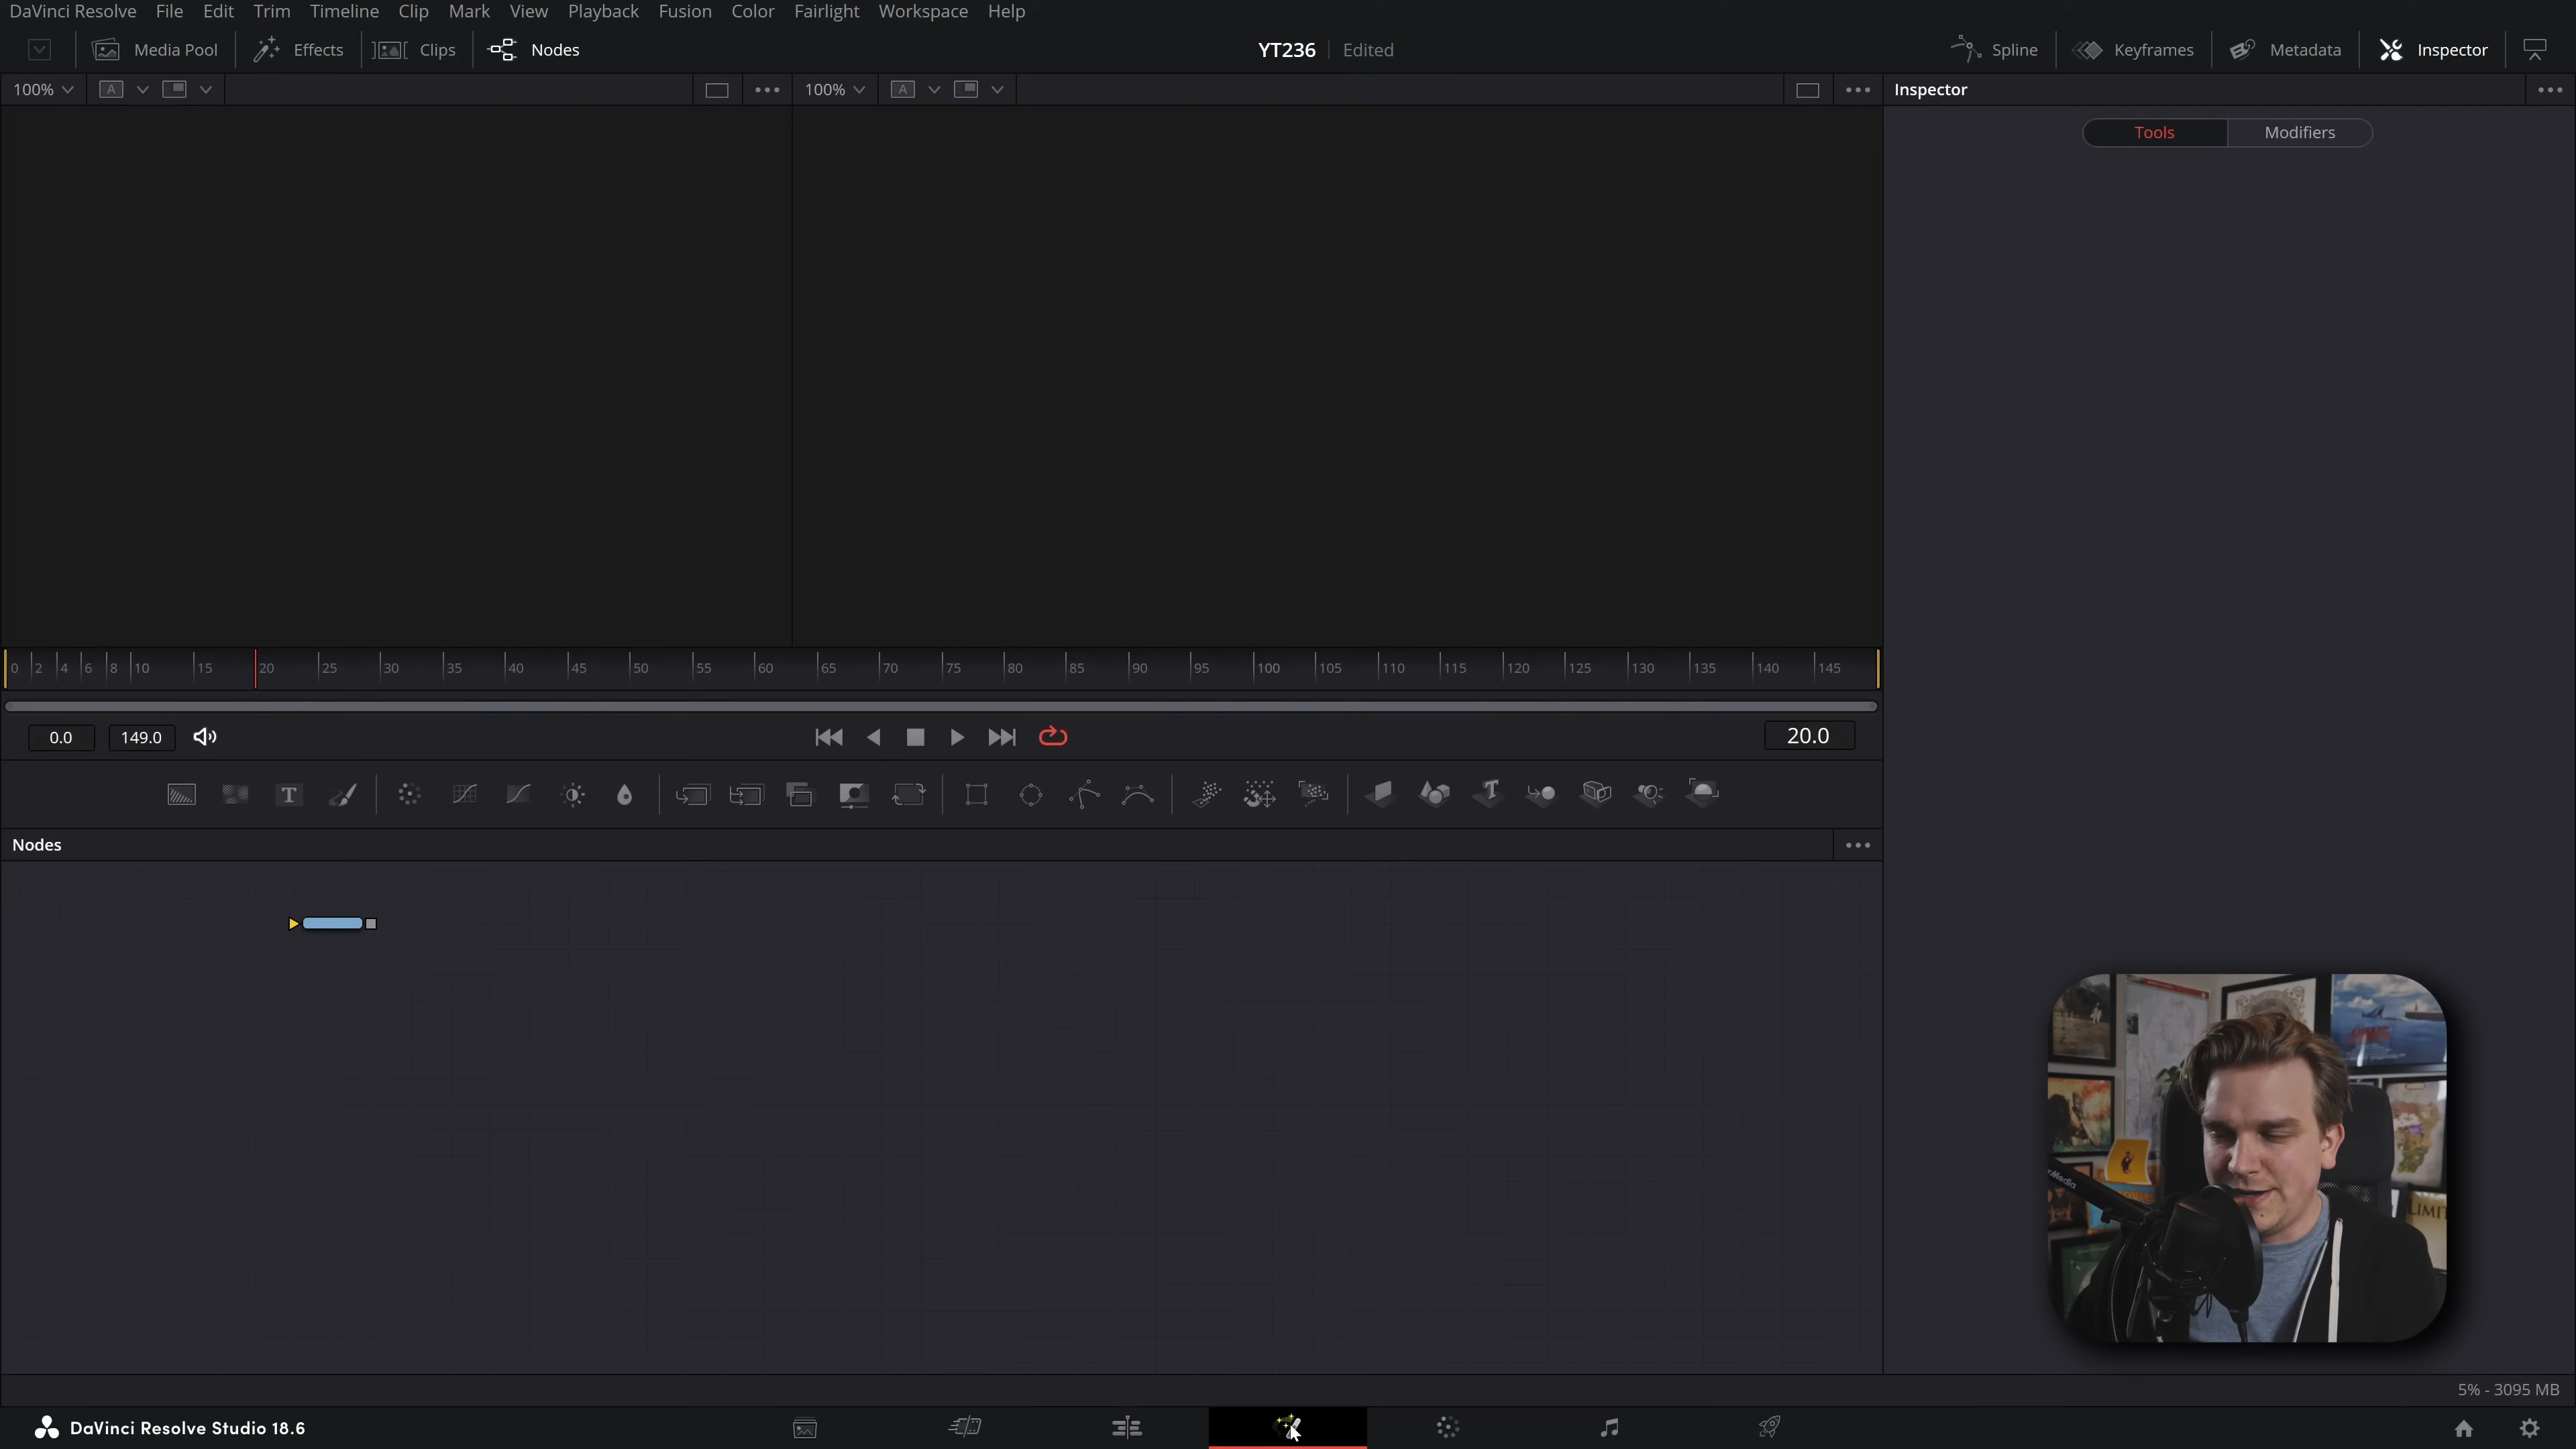 DaVinci Resolve File Edit Trim Timeline Clip Mark View Playback Fusion Color Fairlight Workspace Help
Media Pool Effects Clips Nodes YT236 Edited Spline Keyframes Metadata Inspector
100% A 100% A Inspector
Tools Modifiers
0 2 4 6 8 10 15 20 25 30 35 40 45 50 55 60 65 70 75 80 85 90 95 100 105 110 115 120 125 130 135 140 145
0.0 149.0 20.0
T
Nodes
LIMIT
5% - 3095 MB
DaVinci Resolve Studio 18.6